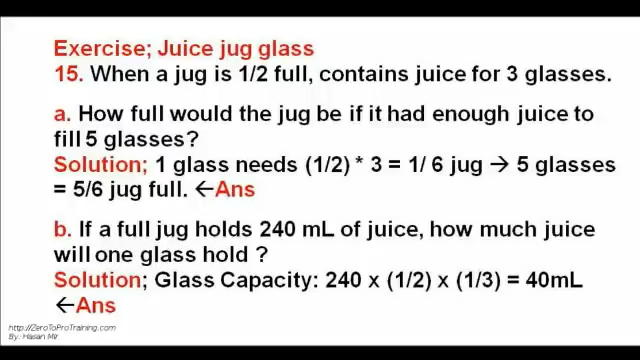 Exercise; Juice jug glass
15. When a jug is 1/2 full, contains juice for 3 glasses.
a. How full would the jug be if it had enough juice to
fill 5 glasses?
Solution; 1 glass needs (1/2) * 3 = 1/ 6 jug → 5 glasses
= 5/6 jug full. ←Ans
b. If a full jug holds 240 mL of juice, how much juice
will one glass hold ?
Solution; Glass Capacity: 240 x (1/2) x (1/3) = 40mL
←Ans
http://ZeroToProTraining.com
By: Hasan Mir